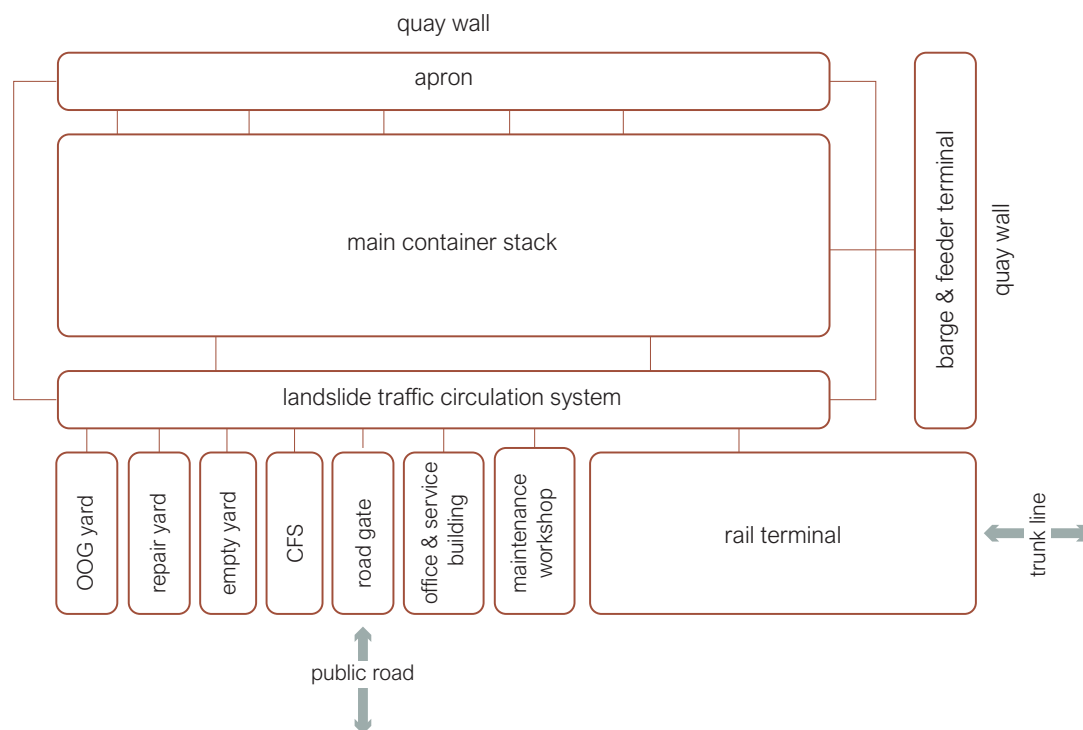 quay wall
apron
main container stack
barge & feeder terminal
quay wall
landslide traffic circulation system
OOG yard
repair yard
empty yard
CFS
road gate
office & service
building
maintenance
workshop
rail terminal
trunk line
public road